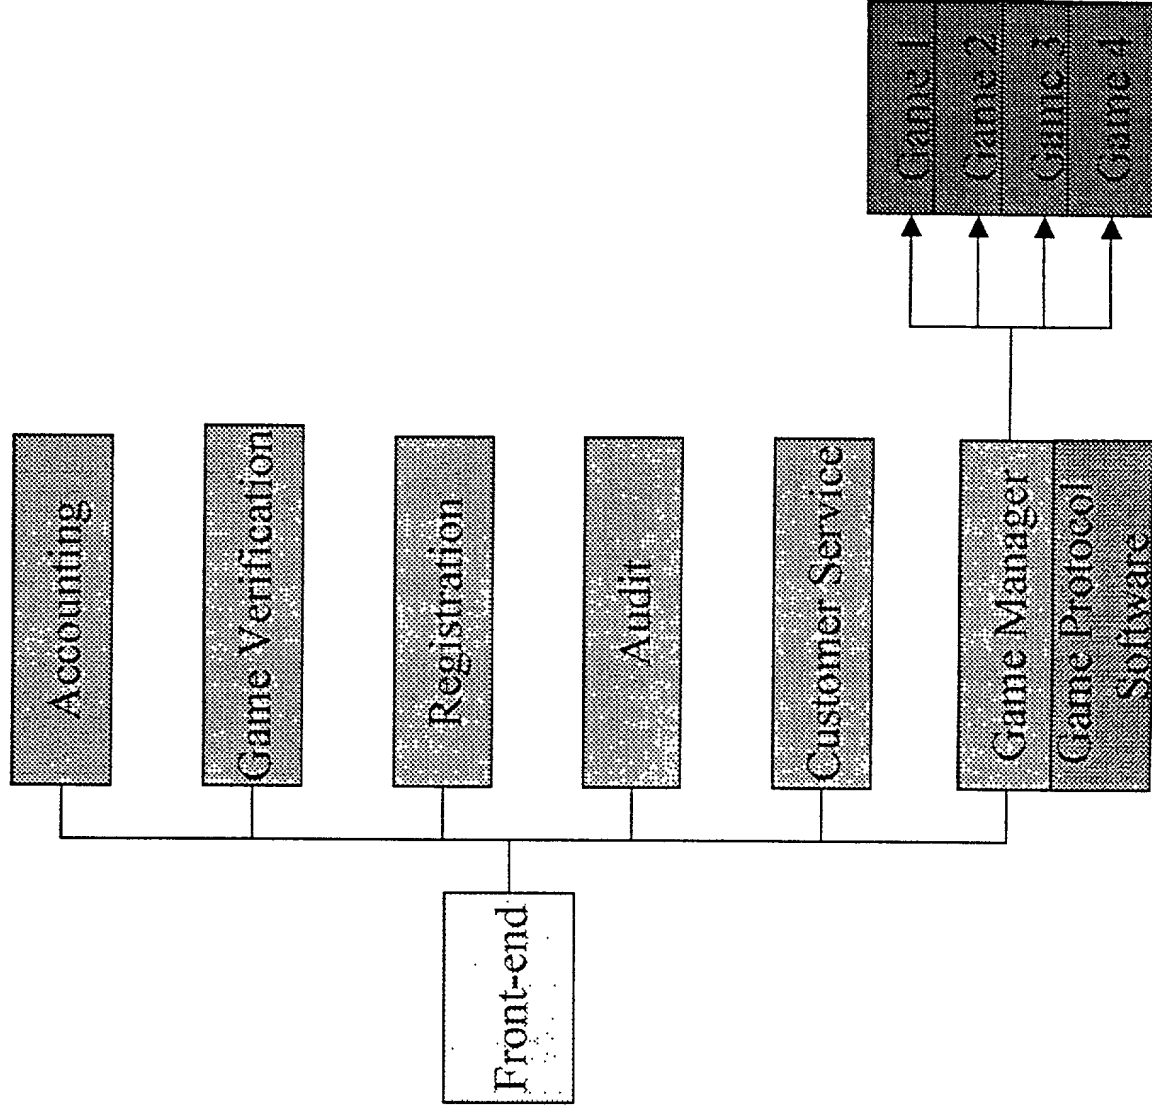 Front-end
Accounting
Game Verification
Registration
Audit
Customer Service
Game Manager
Game Protocol
Software
Game 1
Game 2
Game 3
Game 4